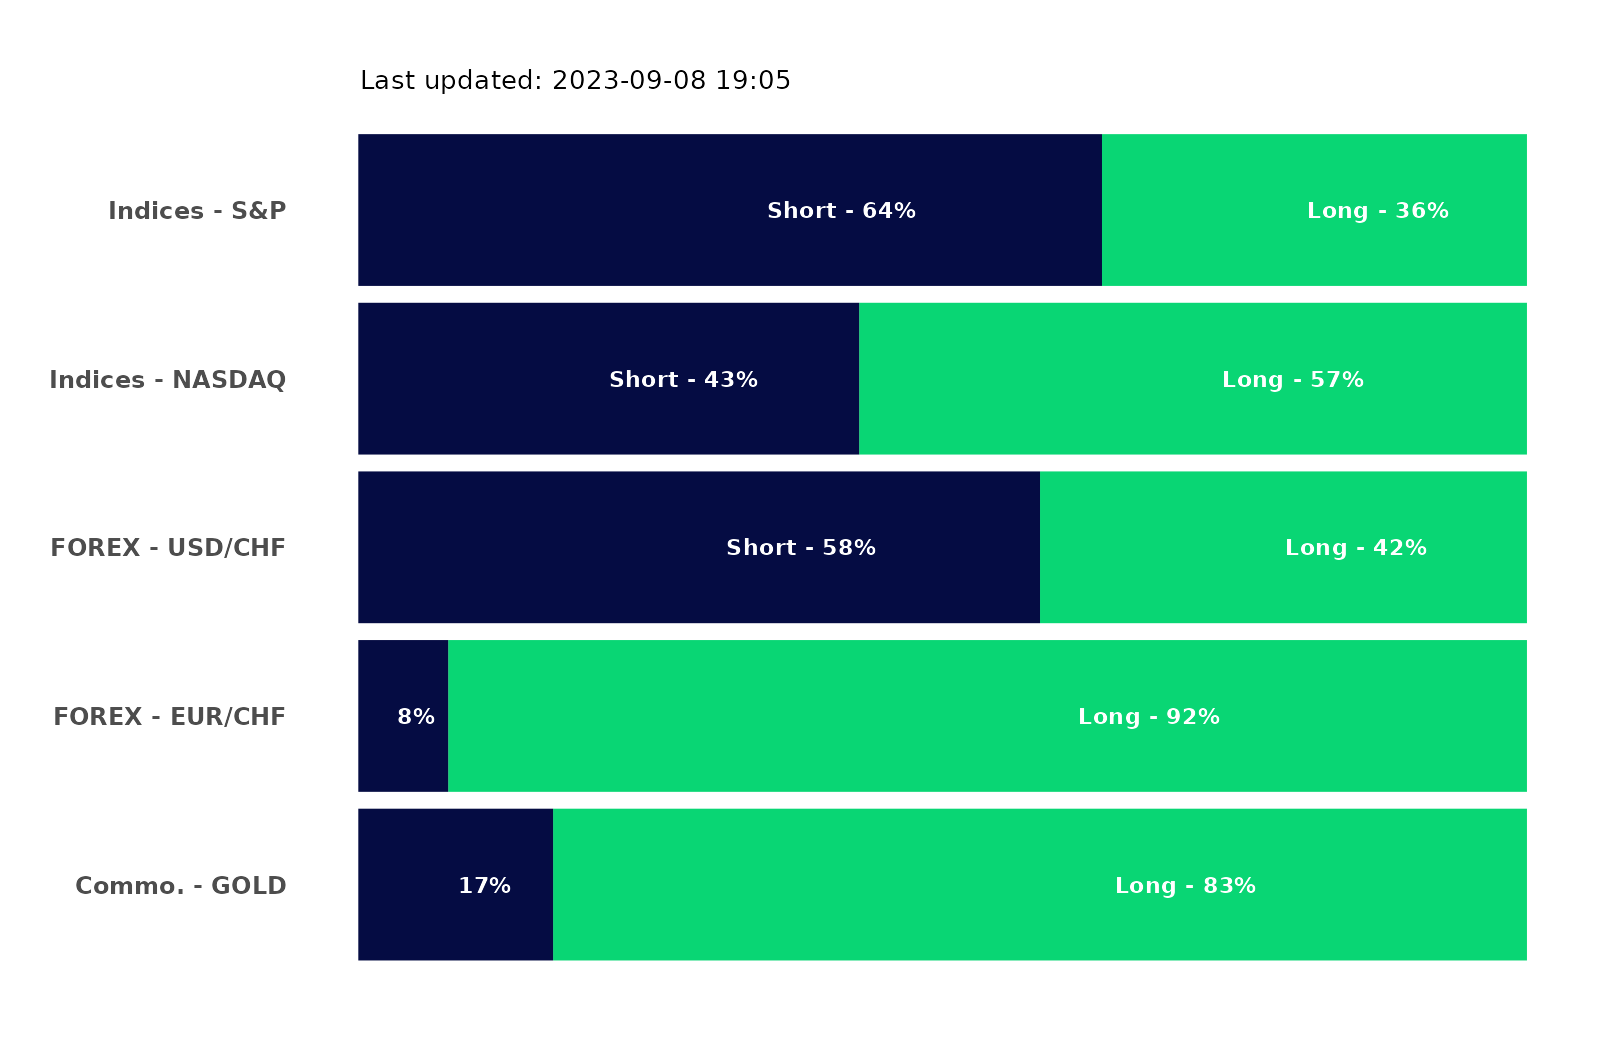 Last updated: 2023-09-08 19:05
Indices - S&P Short - 64% Long - 36%
Indices - NASDAQ Short - 43% Long - 57%
FOREX - USD/CHF Short - 58% Long - 42%
FOREX - EUR/CHF 8% Long - 92%
Commo. - GOLD 17% Long - 83%